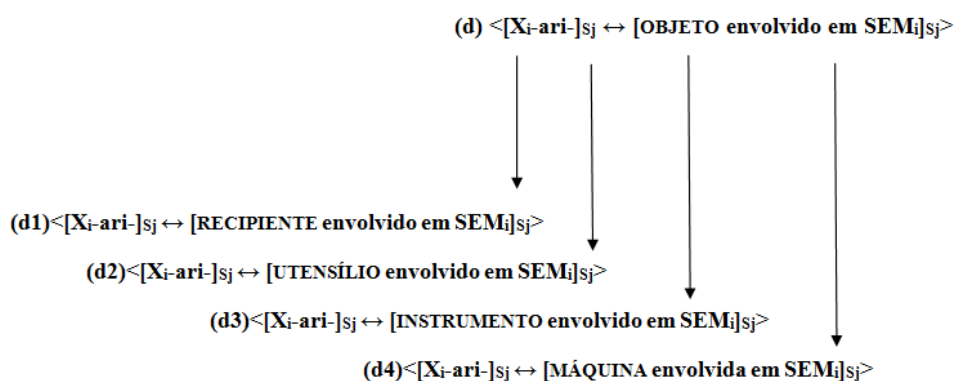 (d) <[Xi-ari-]Sj ↔ [OBJETO envolvido em SEMi]Sj>
(d1)<[Xi-ari-]Sj ↔ [RECIPIENTE envolvido em SEMi]Sj>
(d2)<[Xi-ari-]Sj ↔ [UTENSÍLIO envolvido em SEMi]Sj>
(d3)<[Xi-ari-]Sj ↔ [INSTRUMENTO envolvido em SEMi]Sj>
(d4)<[Xi-ari-]Sj ↔ [MÁQUINA envolvida em SEMi]Sj>